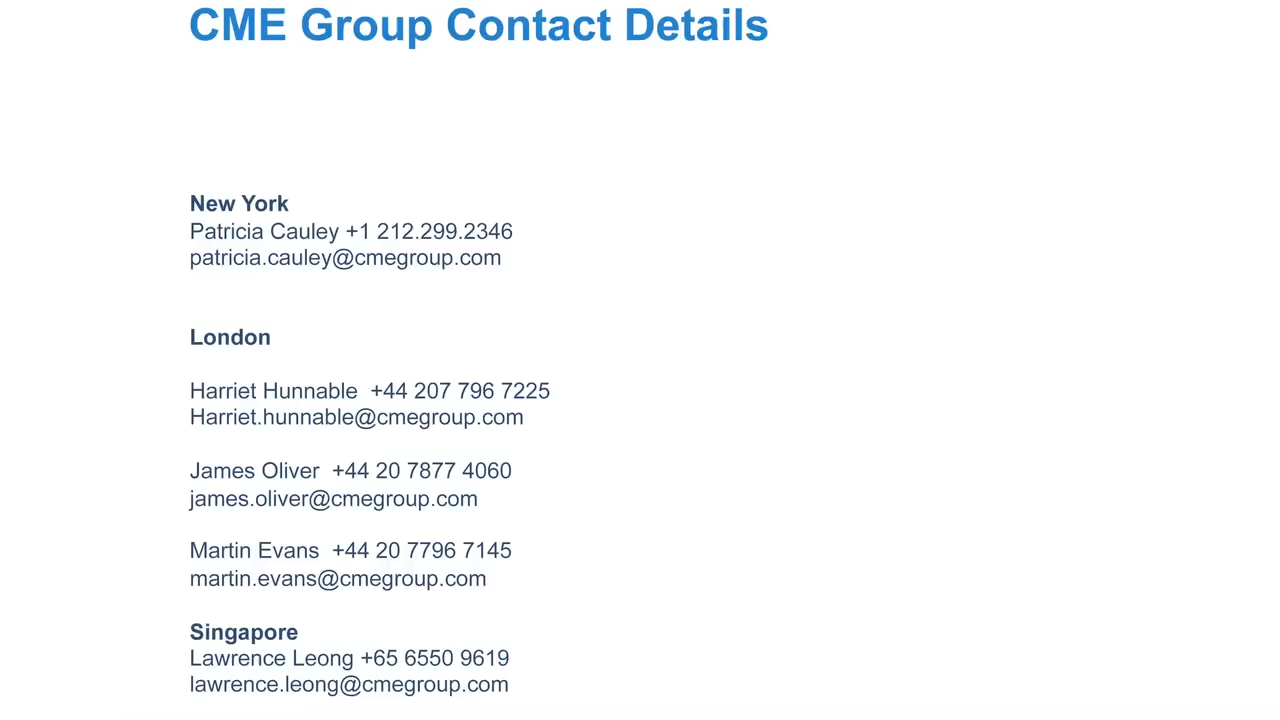 CME Group Contact Details
New York
Patricia Cauley +1 212.299.2346
patricia.cauley@cmegroup.com
London
Harriet Hunnable  +44 207 796 7225
Harriet.hunnable@cmegroup.com
James Oliver  +44 20 7877 4060
james.oliver@cmegroup.com
Martin Evans  +44 20 7796 7145
martin.evans@cmegroup.com
Singapore
Lawrence Leong +65 6550 9619
lawrence.leong@cmegroup.com